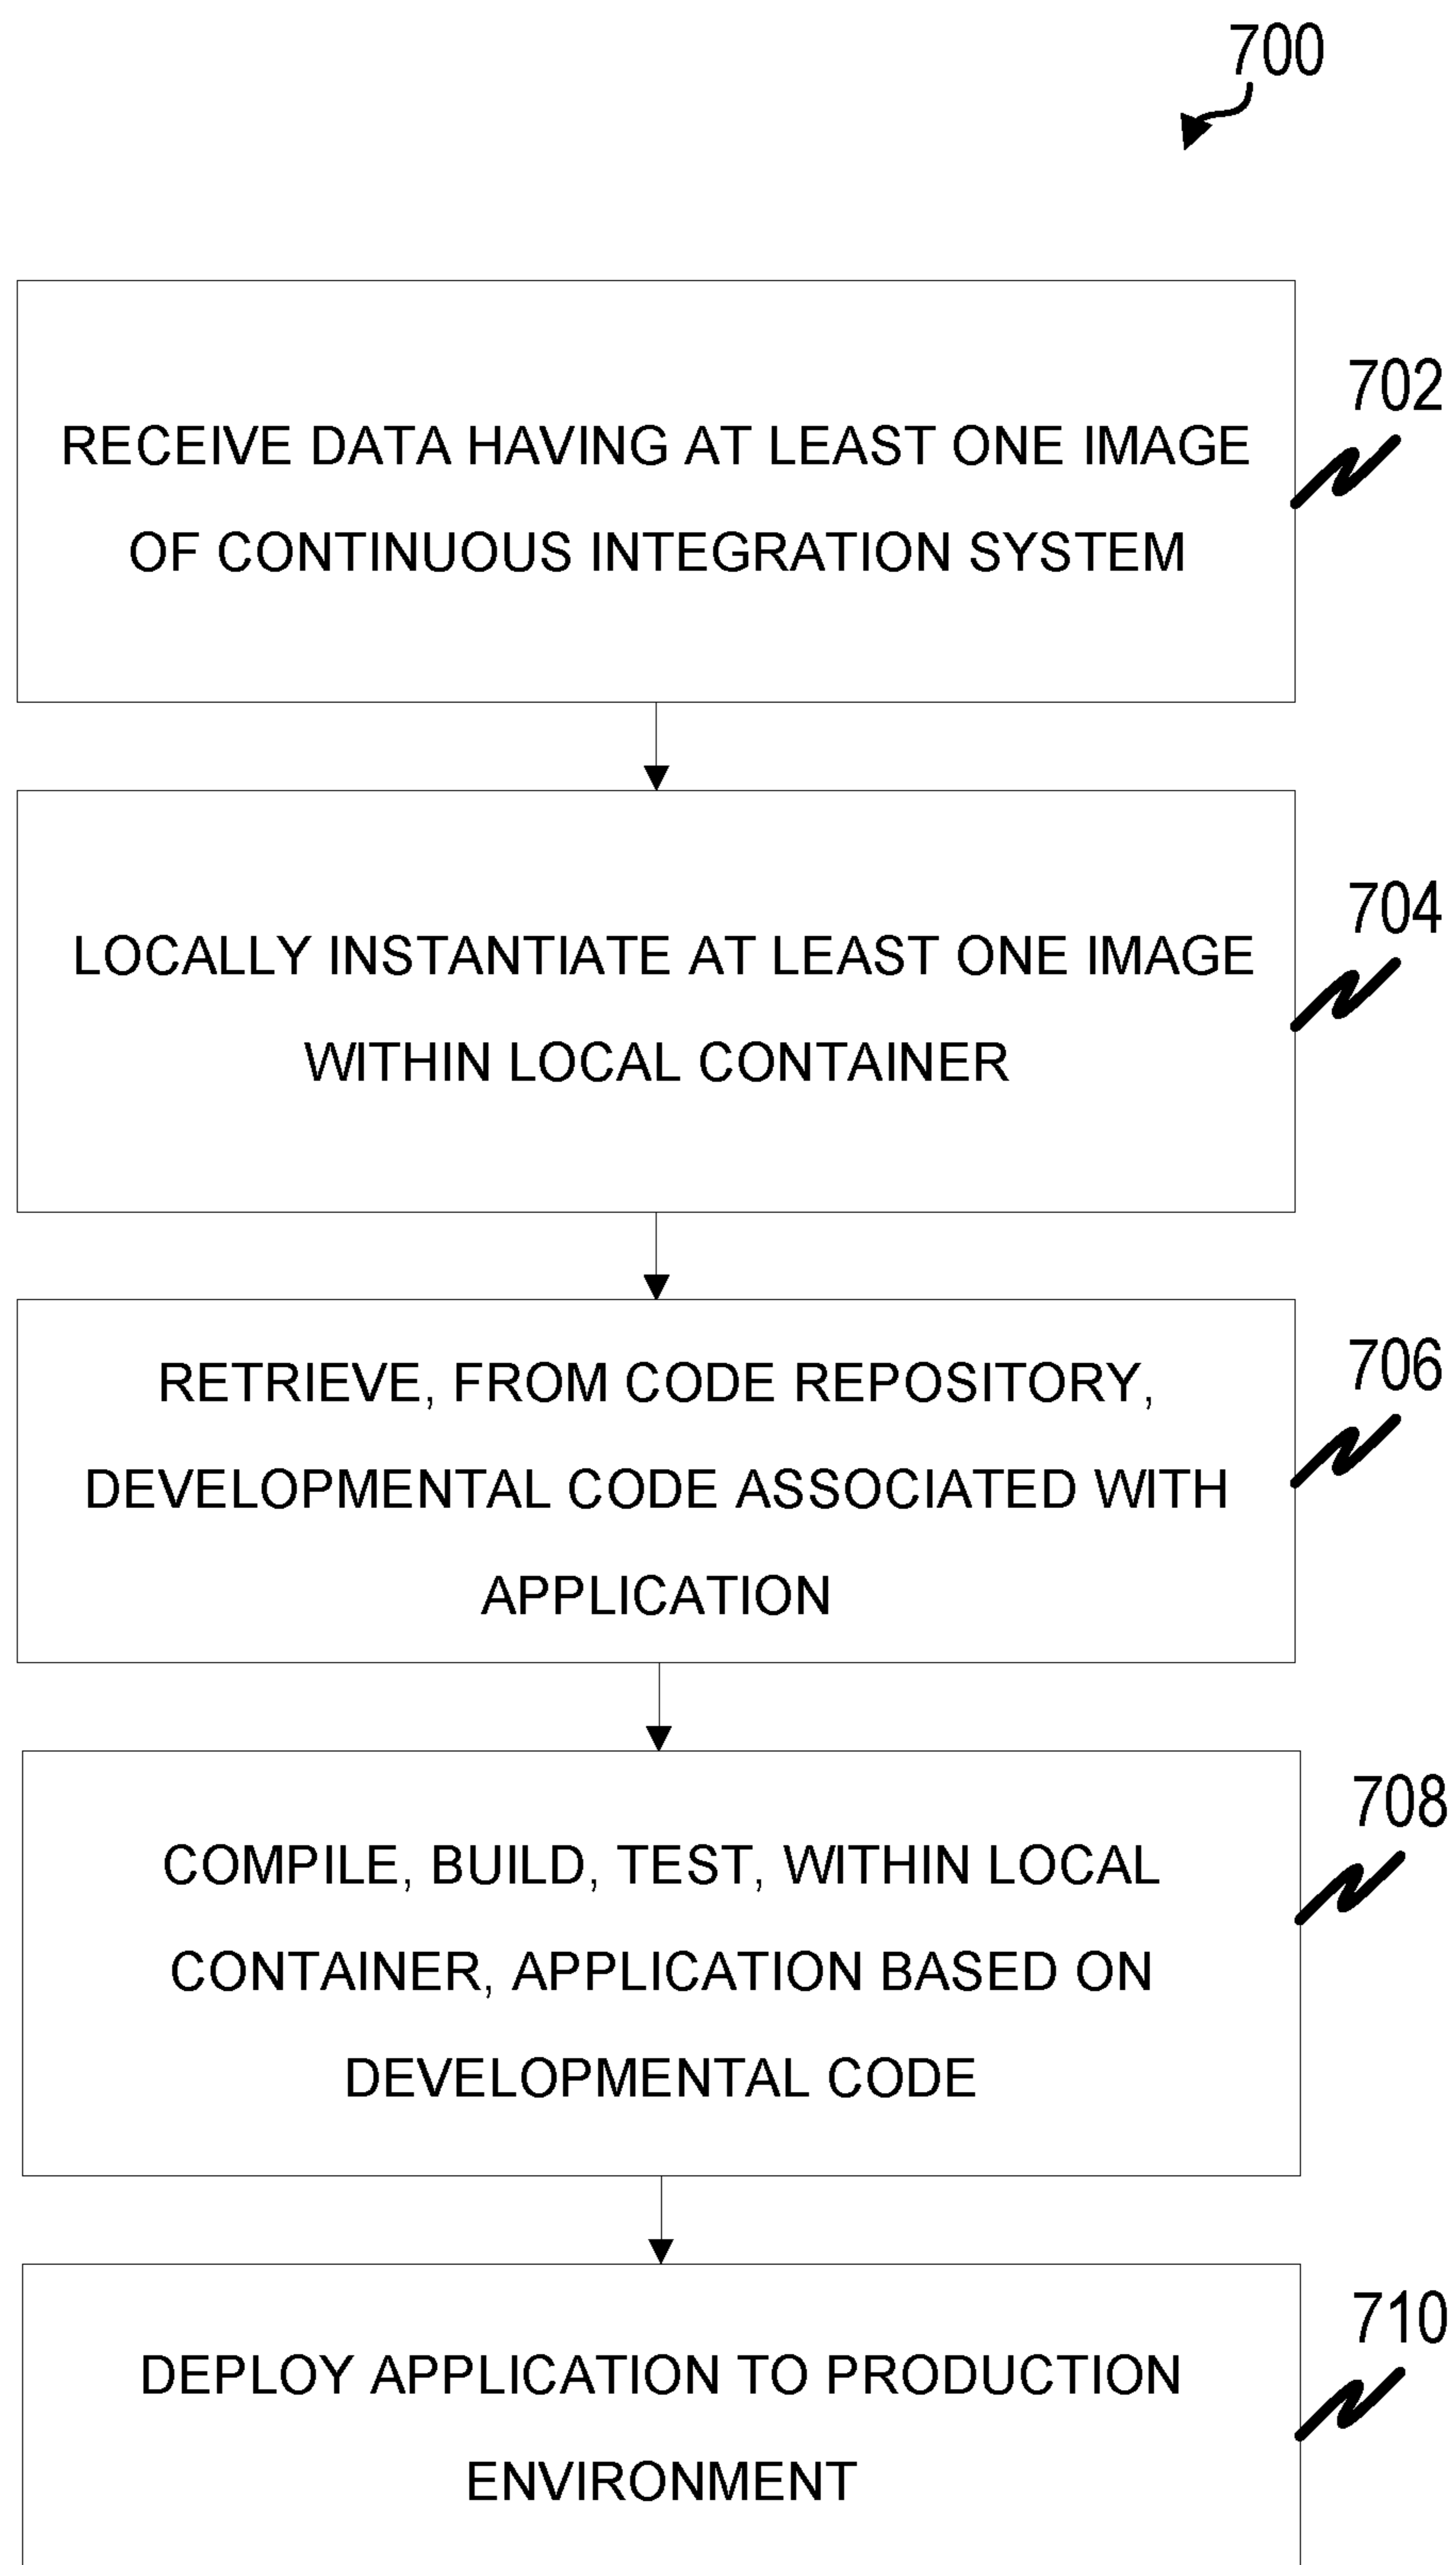 700
RECEIVE DATA HAVING AT LEAST ONE IMAGE
OF CONTINUOUS INTEGRATION SYSTEM
702
LOCALLY INSTANTIATE AT LEAST ONE IMAGE
WITHIN LOCAL CONTAINER
704
RETRIEVE, FROM CODE REPOSITORY,
DEVELOPMENTAL CODE ASSOCIATED WITH
APPLICATION
706
COMPILE, BUILD, TEST, WITHIN LOCAL
CONTAINER, APPLICATION BASED ON
DEVELOPMENTAL CODE
708
DEPLOY APPLICATION TO PRODUCTION
ENVIRONMENT
710